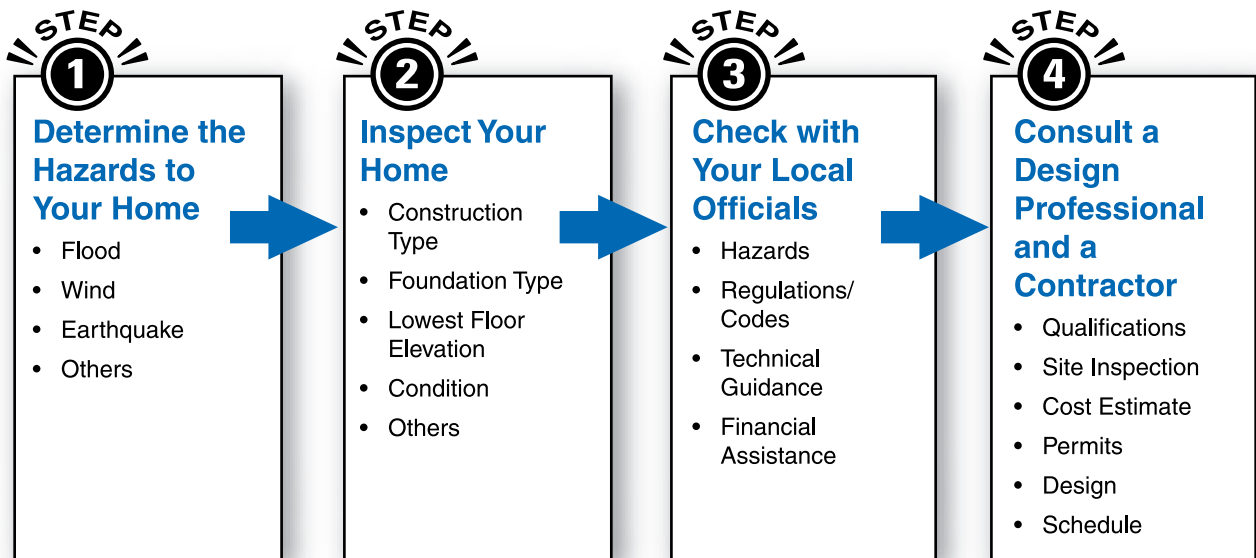 STEP
1
Determine the
Hazards to
Your Home
• Flood
• Wind
• Earthquake
• Others
STEP
2
Inspect Your
Home
• Construction
Type
• Foundation Type
• Lowest Floor
Elevation
• Condition
• Others
STEP
3
Check with
Your Local
Officials
• Hazards
• Regulations/
Codes
• Technical
Guidance
• Financial
Assistance
STEP
4
Consult a
Design
Professional
and a
Contractor
• Qualifications
• Site Inspection
• Cost Estimate
• Permits
• Design
• Schedule